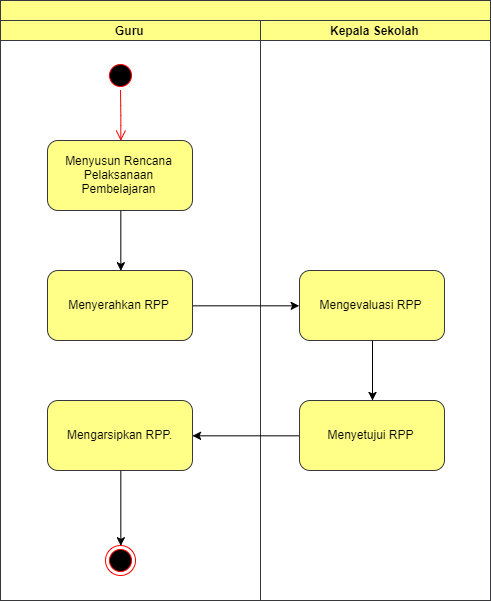 Guru
Kepala Sekolah
Menyusun Rencana
Pelaksanaan
Pembelajaran
Menyerahkan RPP
Mengevaluasi RPP
Mengarsipkan RPP.
Menyetujui RPP